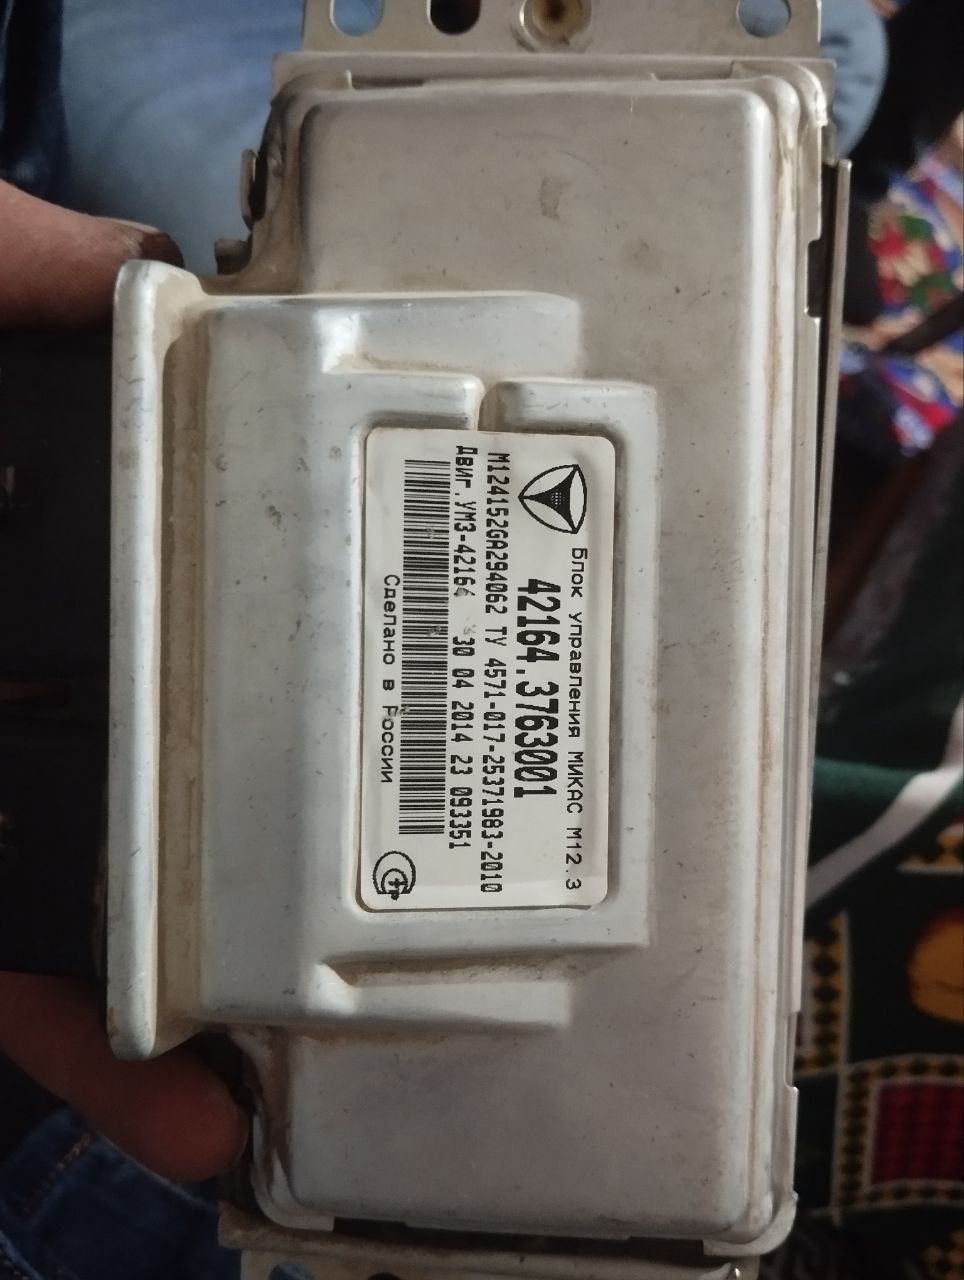 Блок управления МИКАС М12.3
42164.3763001
М124152GA294062 ТУ 4571-017-25371983-2010
Двиг.УМЗ-42164 30 04 2014 23 093351
Сделано в России